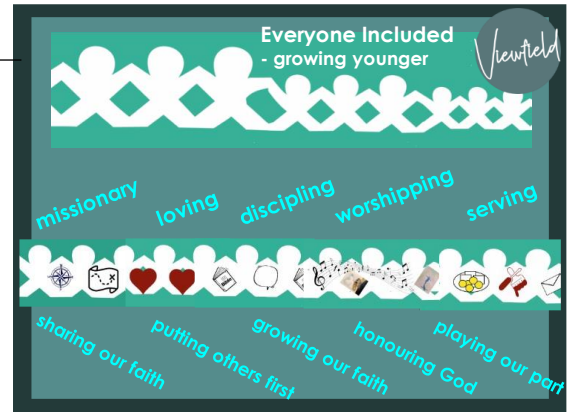 Everyone Included
- growing younger
Viewfield
missionary
loving
discipling
worshipping
serving
sharing our faith
putting others first
growing our faith
honouring God
playing our part